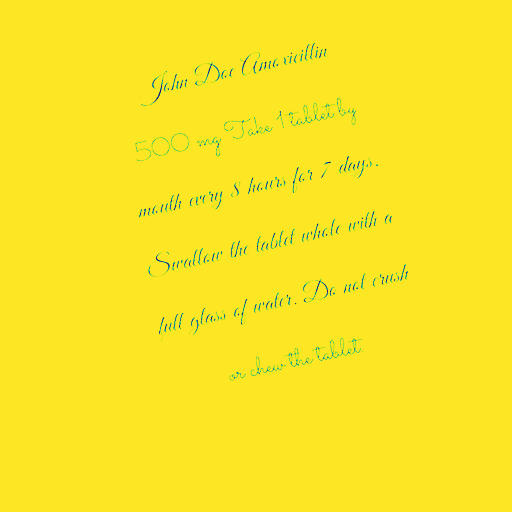 John Doe Amoxicillin
500 mg Take 1 tablet by
mouth every 8 hours for 7 days.
Swallow the tablet whole with a
full glass of water. Do not crush
or chew the tablet